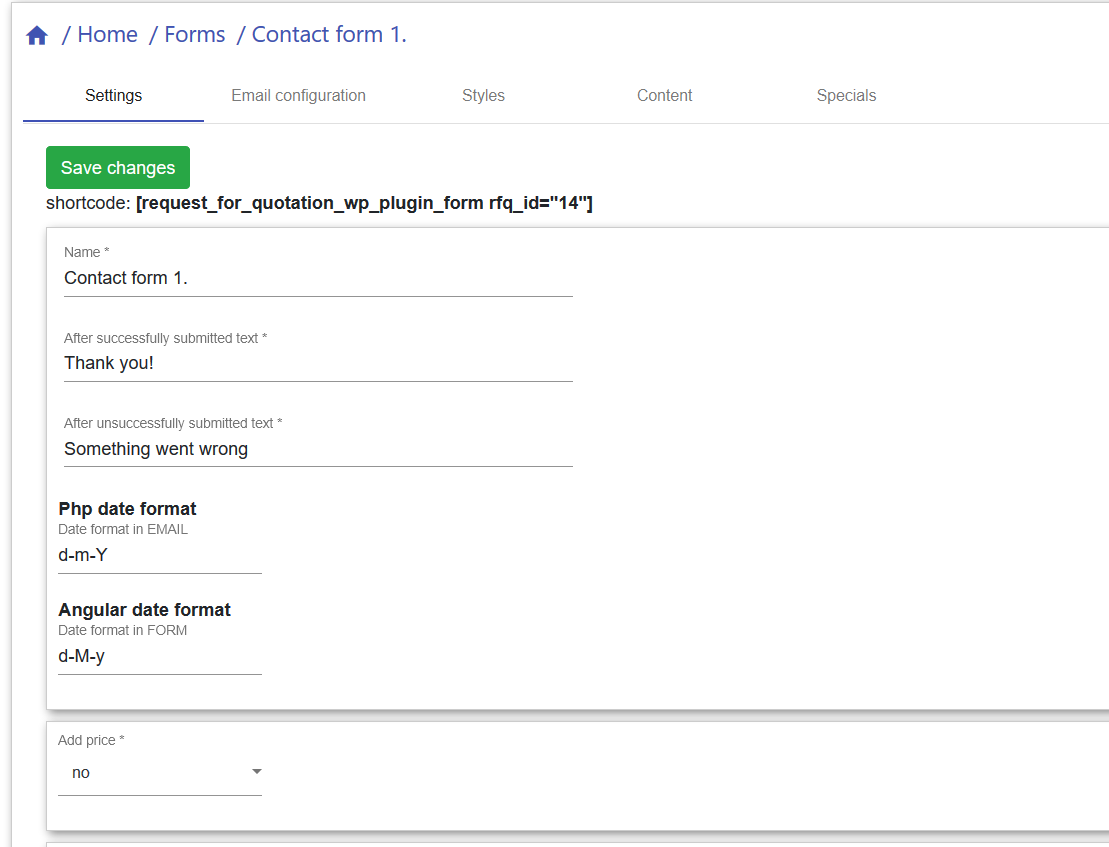 / Home / Forms / Contact form 1.
Settings Email configuration Styles Content Specials
Save changes
shortcode: [request_for_quotation_wp_plugin_form rfq_id="14"]
Name *
Contact form 1.
After successfully submitted text *
Thank you!
After unsuccessfully submitted text *
Something went wrong
Php date format
Date format in EMAIL
d-m-Y
Angular date format
Date format in FORM
d-M-y
Add price *
no